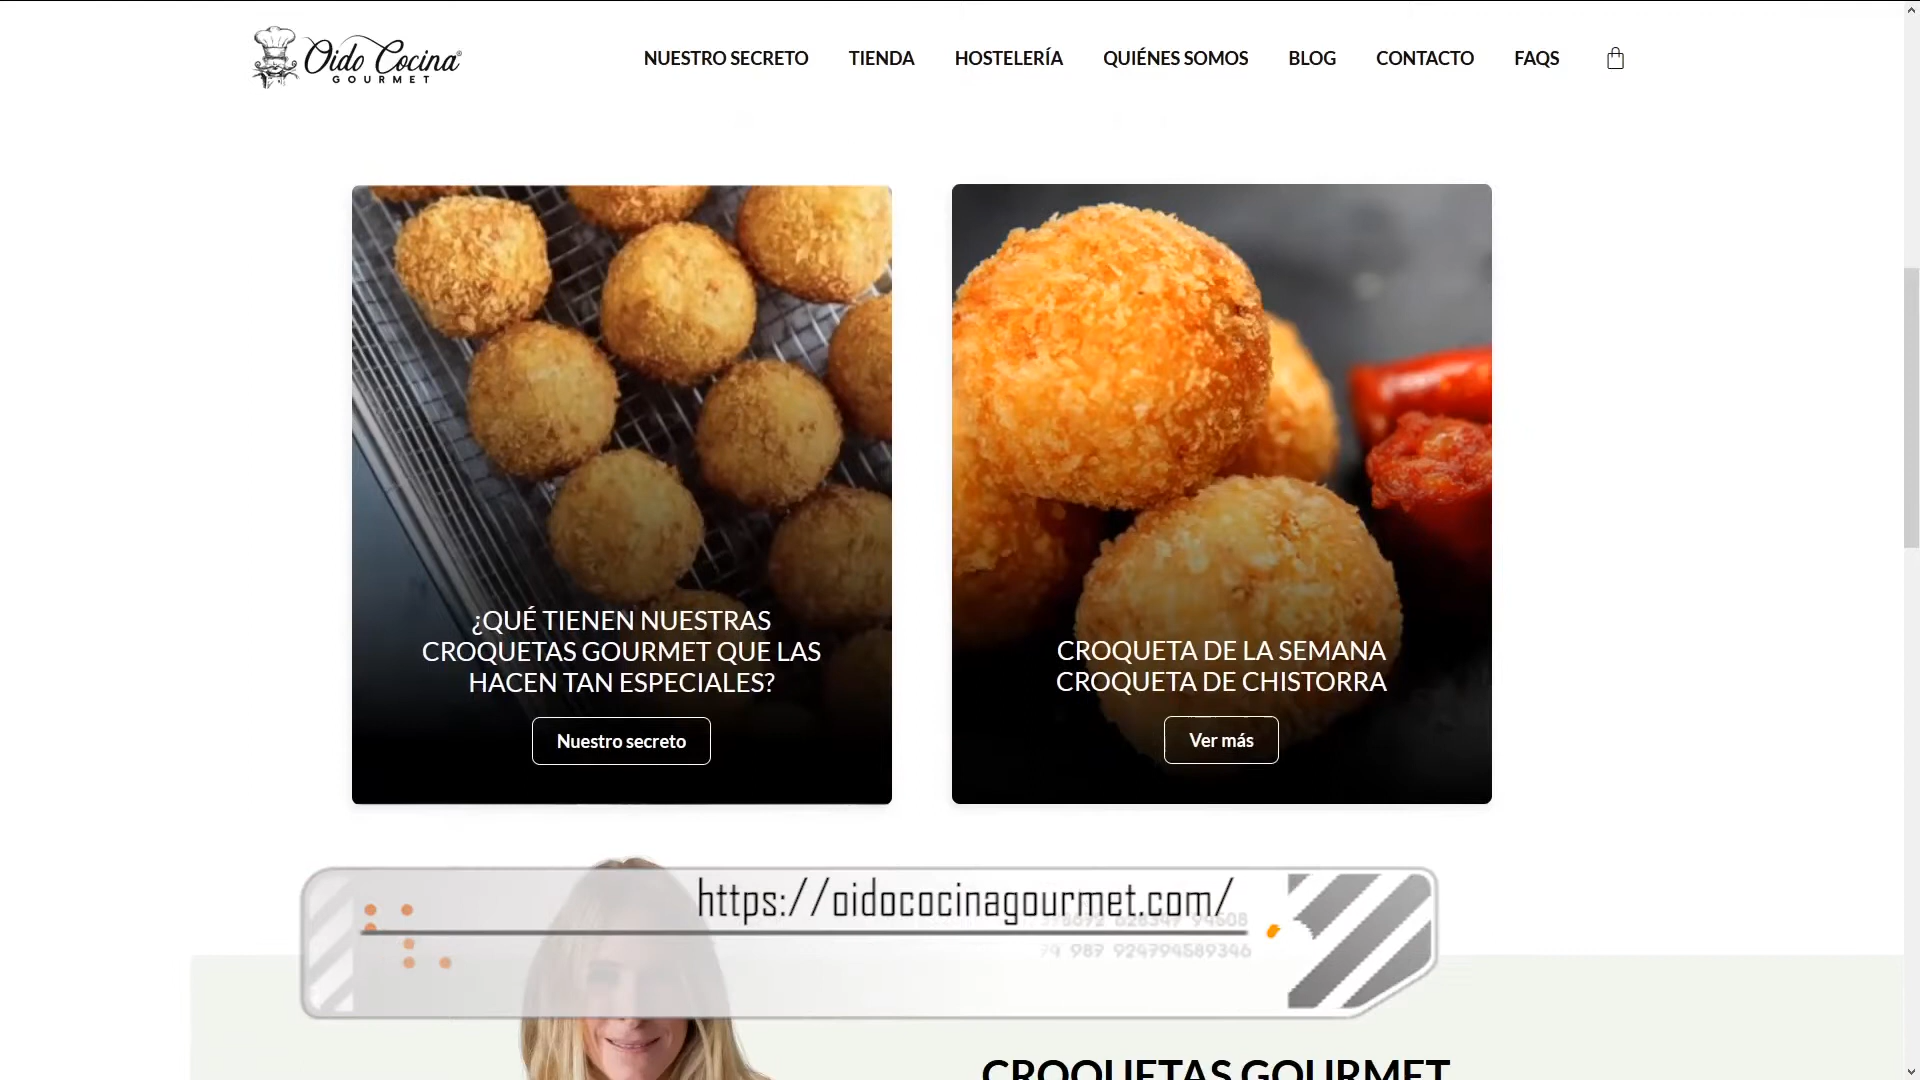 Oido Cocina
GOURMET
NUESTRO SECRETO TIENDA HOSTELERÍA QUIÉNES SOMOS BLOG CONTACTO FAQS
¿QUÉ TIENEN NUESTRAS
CROQUETAS GOURMET QUE LAS
HACEN TAN ESPECIALES?
Nuestro secreto
CROQUETA DE LA SEMANA
CROQUETA DE CHISTORRA
Ver más
https://oidococinagourmet.com/
987 924794589346
CROQUETAS GOURMET